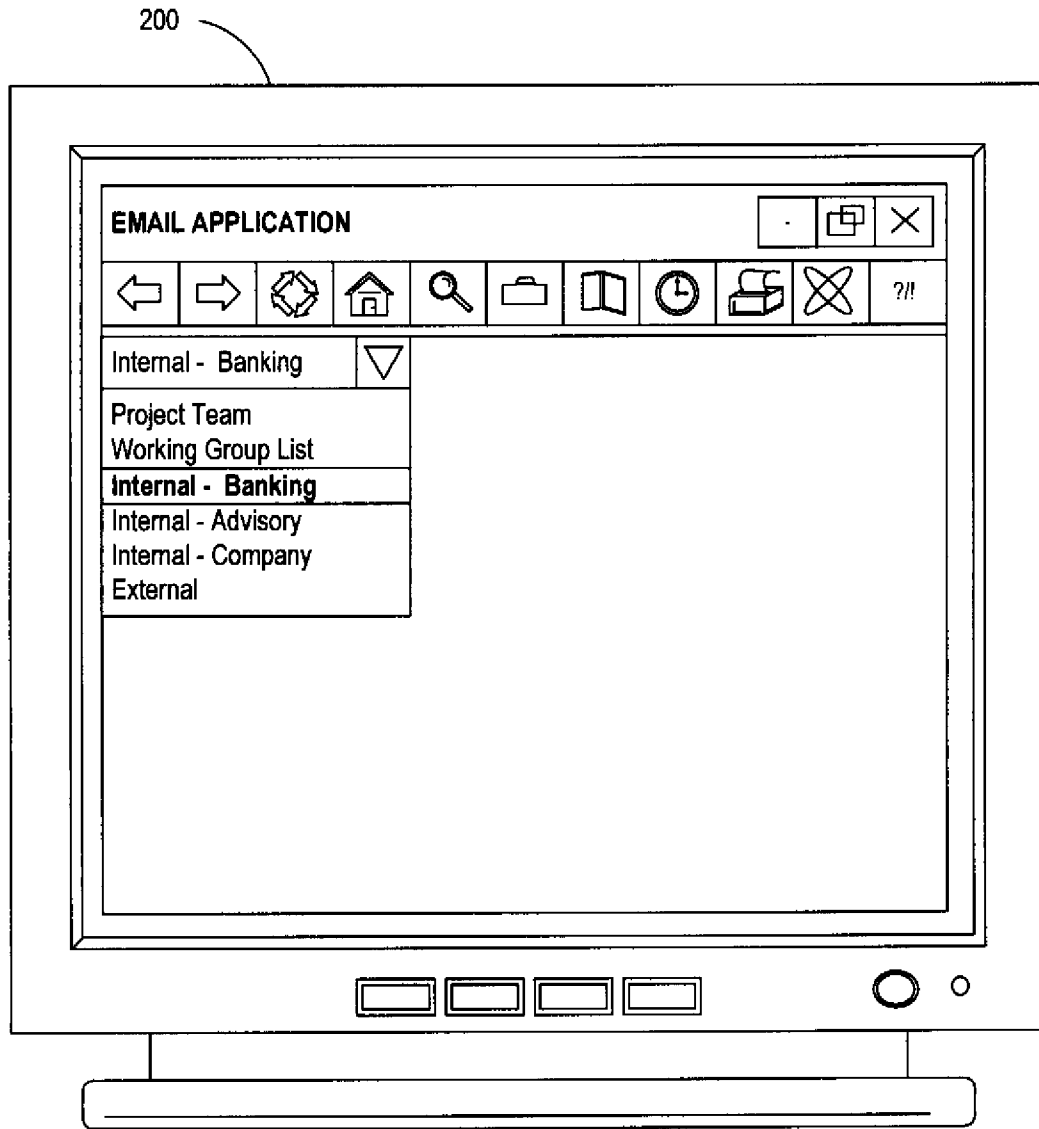 200
EMAIL APPLICATION
?/!
Internal - Banking
Project Team
Working Group List
Internal - Banking
Internal - Advisory
Internal - Company
External